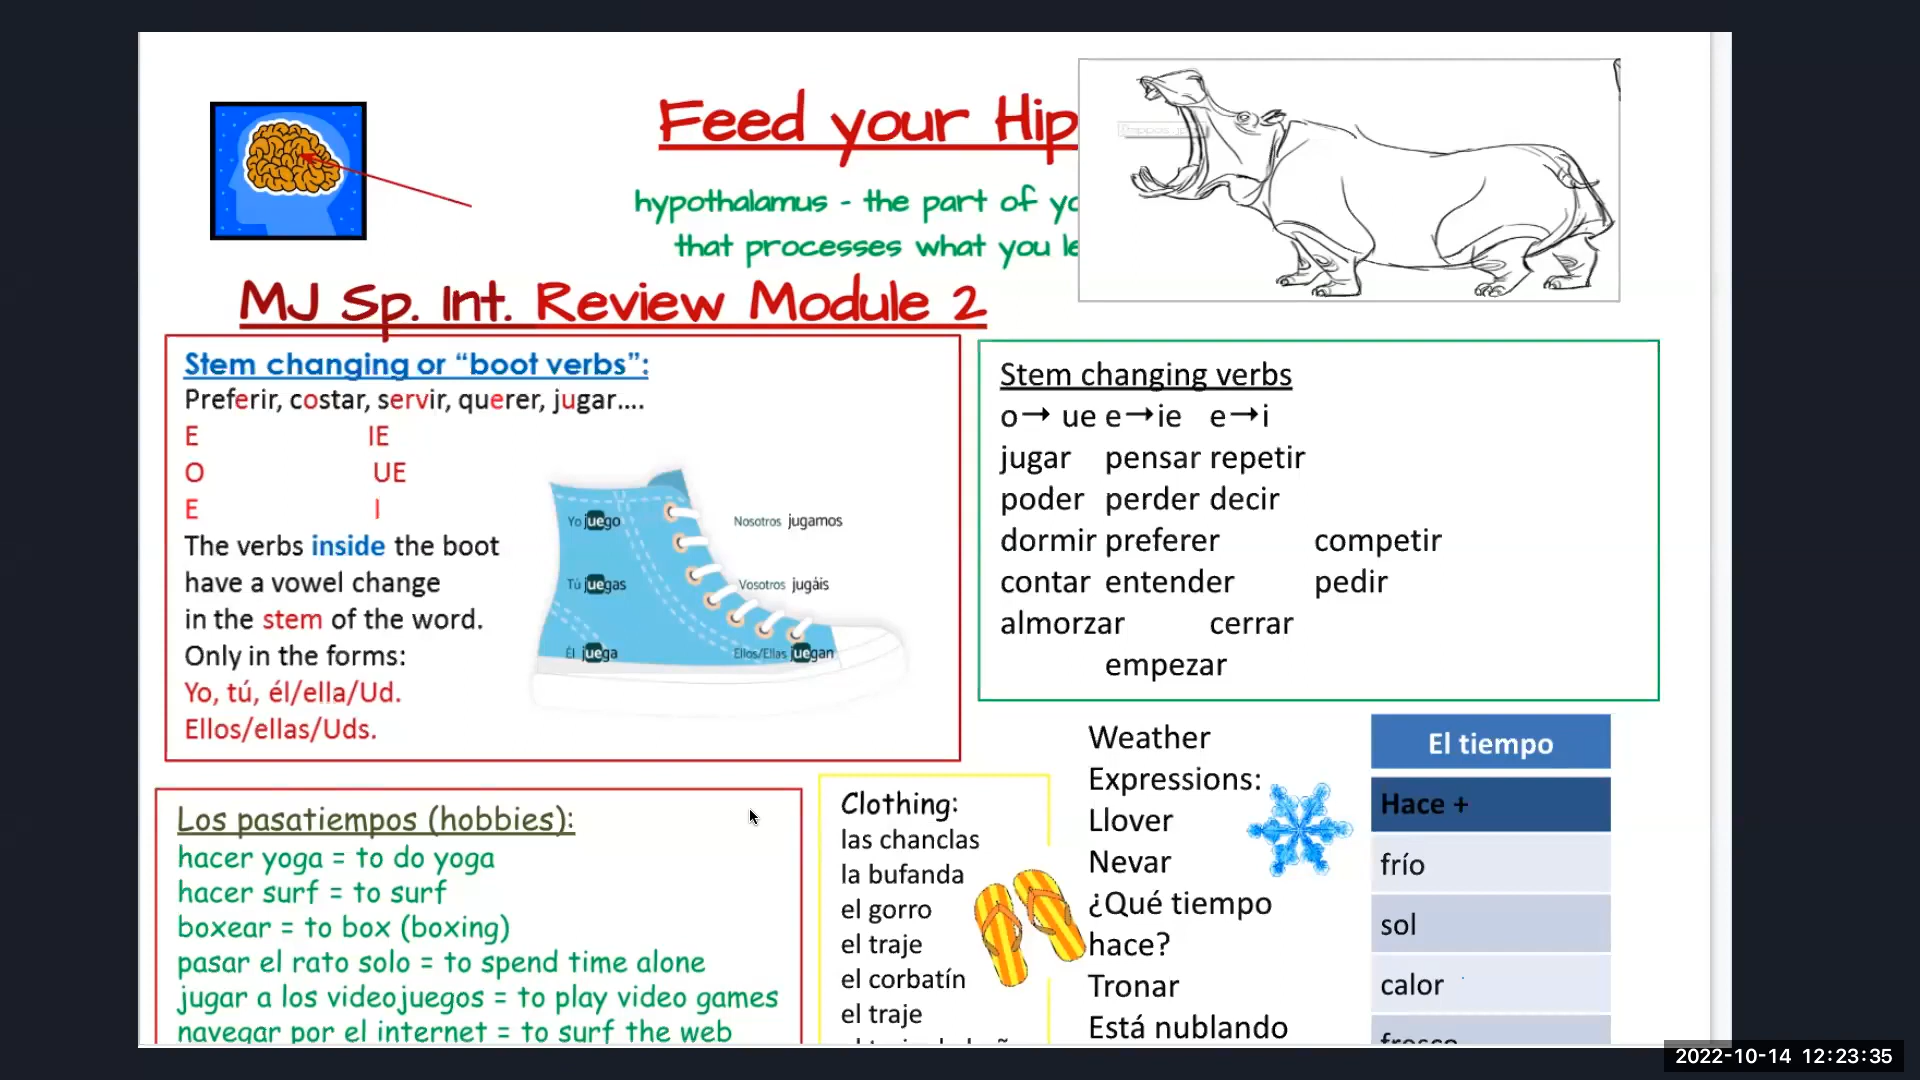 Feed your Hip
hypothalamus - the part of yo
that processes what you le
MJ Sp. Int. Review Module 2
Stem changing or “boot verbs”:
Preferir, costar, servir, querer, jugar....
E IE
O UE
E I
The verbs inside the boot
have a vowel change
in the stem of the word.
Only in the forms:
Yo, tú, él/ella/Ud.
Ellos/ellas/Uds.
Yo juego
Nosotros jugamos
Tú juegas
Vosotros jugáis
Él juega
Ellos/Ellas juegan
Stem changing verbs
o→ ue e→ie e→i
jugar pensar repetir
poder perder decir
dormir preferer competir
contar entender pedir
almorzar cerrar
empezar
Los pasatiempos (hobbies):
hacer yoga = to do yoga
hacer surf = to surf
boxear = to box (boxing)
pasar el rato solo = to spend time alone
jugar a los videojuegos = to play video games
navegar por el internet = to surf the web
Clothing:
las chanclas
la bufanda
el gorro
el traje
el corbatín
el traje
Weather
Expressions:
Llover
Nevar
¿Qué tiempo
hace?
Tronar
Está nublando
El tiempo
Hace +
frío
sol
calor
fresco
2022-10-14 12:23:35